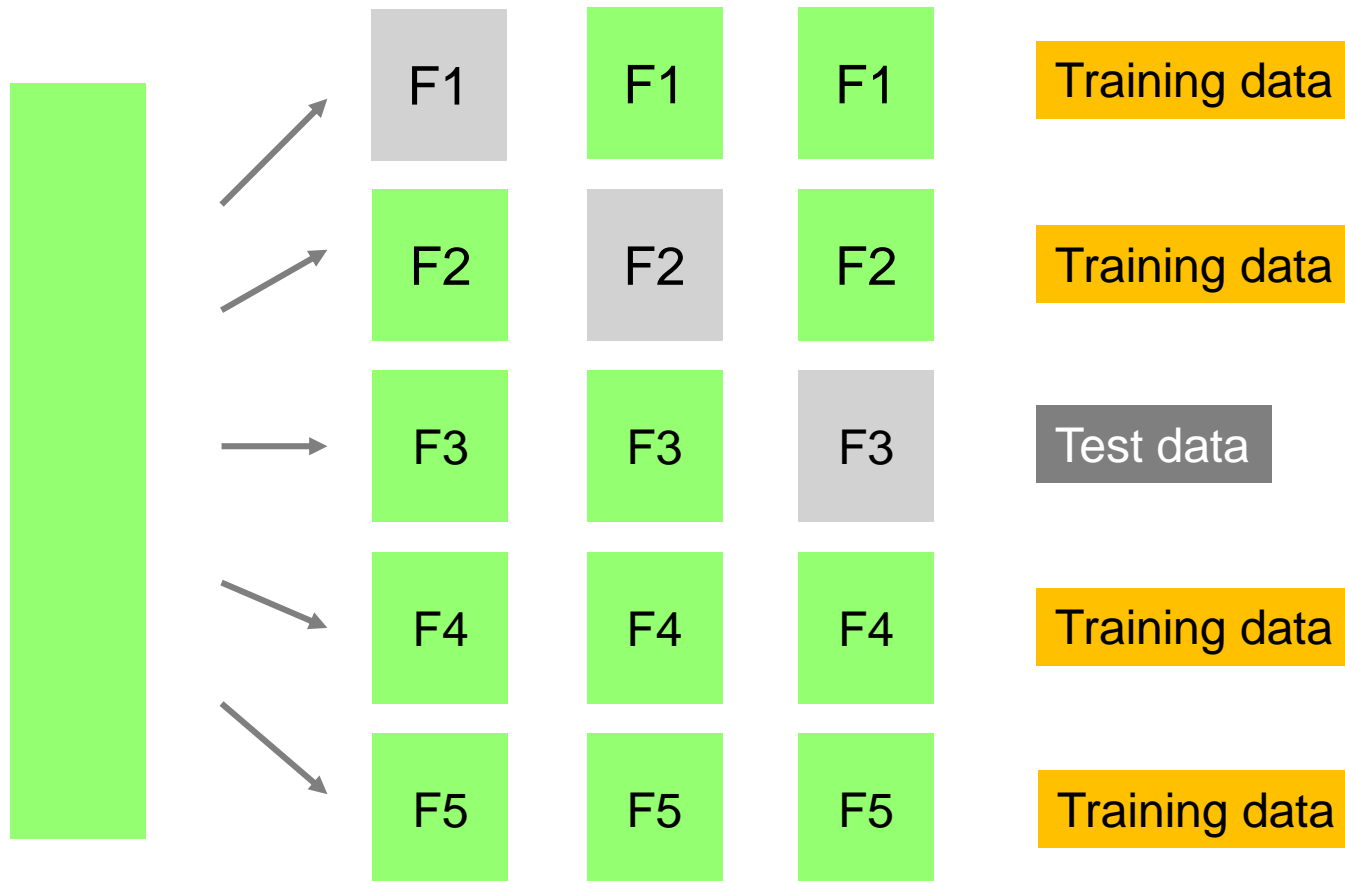 F1 F1 F1 Training data
F2 F2 F2 Training data
F3 F3 F3 Test data
F4 F4 F4 Training data
F5 F5 F5 Training data